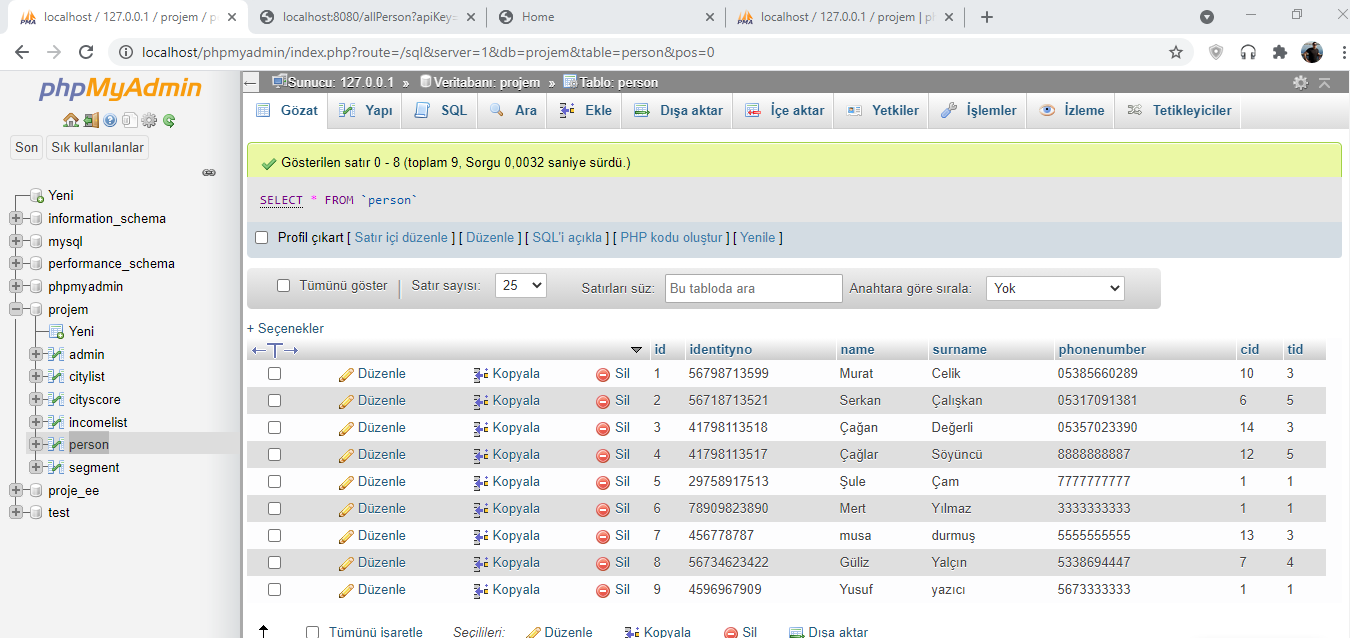 localhost / 127.0.0.1 / projem / p
localhost:8080/allPerson?apiKey=
Home
localhost / 127.0.0.1 / projem | ph
localhost/phpmyadmin/index.php?route=/sql&server=1&db=projem&table=person&pos=0
phpMyAdmin
Son
Sık kullanılanlar
Yeni
information_schema
mysql
performance_schema
phpmyadmin
projem
Yeni
admin
citylist
cityscore
incomelist
person
segment
proje_ee
test
Sunucu: 127.0.0.1 » Veritabanı: projem » Tablo: person
Gözat Yapı SQL Ara Ekle Dışa aktar İçe aktar Yetkiler İşlemler İzleme Tetikleyiciler
Gösterilen satır 0 - 8 (toplam 9, Sorgu 0,0032 saniye sürdü.)
SELECT * FROM `person`
Profil çıkart [ Satır içi düzenle ] [ Düzenle ] [ SQL'i açıkla ] [ PHP kodu oluştur ] [ Yenile ]
Tümünü göster | Satır sayısı: 25 Satırları süz: Bu tabloda ara Anahtara göre sırala: Yok
+ Seçenekler
id identityno name surname phonenumber cid tid
Düzenle Kopyala Sil 1 56798713599 Murat Celik 05385660289 10 3
Düzenle Kopyala Sil 2 56718713521 Serkan Çalışkan 05317091381 6 5
Düzenle Kopyala Sil 3 41798113518 Çağan Değerli 05357023390 14 3
Düzenle Kopyala Sil 4 41798113517 Çağlar Söyüncü 8888888887 12 5
Düzenle Kopyala Sil 5 29758917513 Şule Çam 7777777777 1 1
Düzenle Kopyala Sil 6 78909823890 Mert Yılmaz 3333333333 1 1
Düzenle Kopyala Sil 7 456778787 musa durmuş 5555555555 13 3
Düzenle Kopyala Sil 8 56734623422 Güliz Yalçın 5338694447 7 4
Düzenle Kopyala Sil 9 4596967909 Yusuf yazıcı 5673333333 1 1
Tümünü işaretle Seçilileri: Düzenle Kopyala Sil Dışa aktar